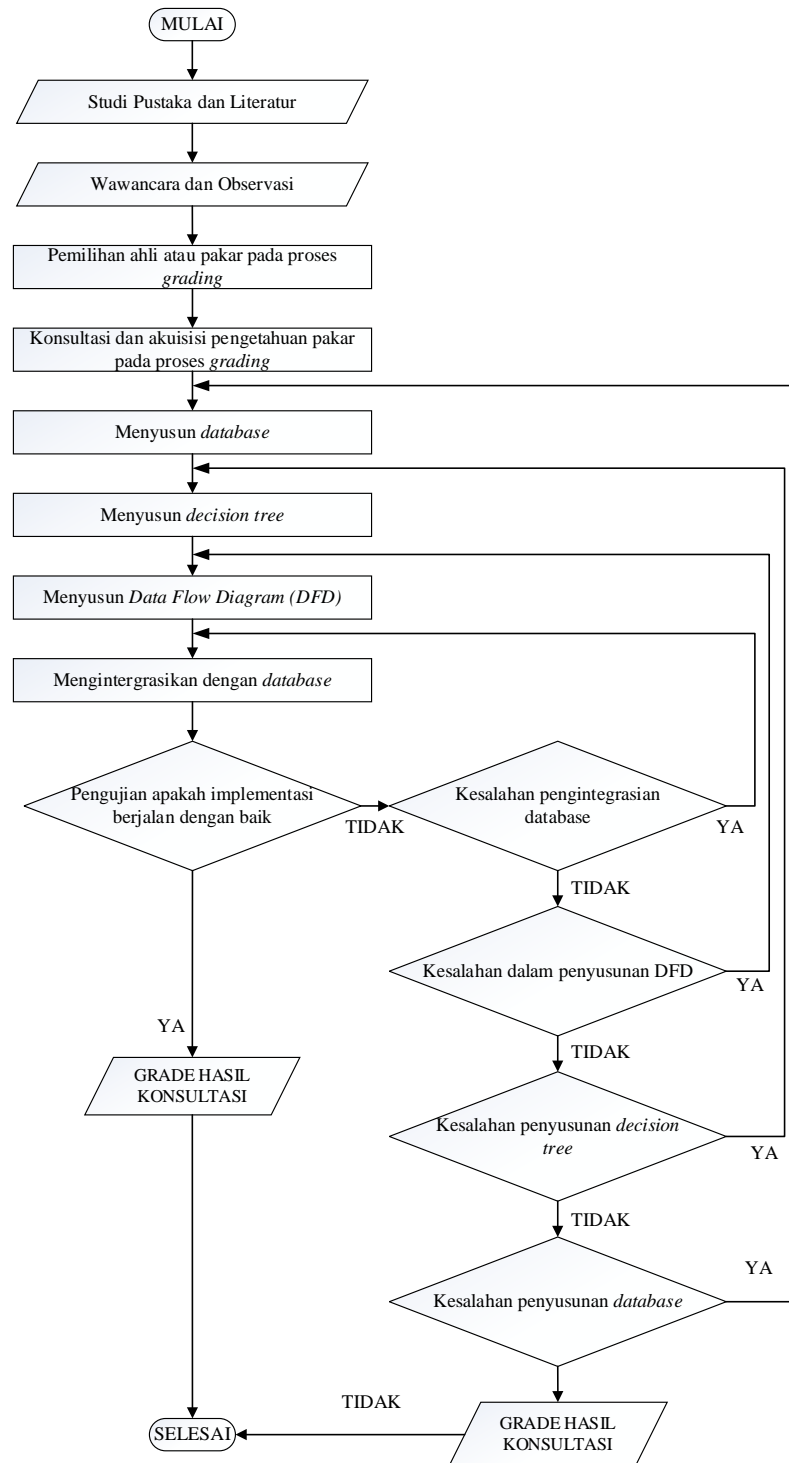 MULAI
Studi Pustaka dan Literatur
Wawancara dan Observasi
Pemilihan ahli atau pakar pada proses
grading
Konsultasi dan akuisisi pengetahuan pakar
pada proses grading
Menyusun database
Menyusun decision tree
Menyusun Data Flow Diagram (DFD)
Mengintergrasikan dengan database
Pengujian apakah implementasi
berjalan dengan baik
TIDAK
Kesalahan pengintegrasian
database
YA
TIDAK
Kesalahan dalam penyusunan DFD
YA
TIDAK
YA
GRADE HASIL
KONSULTASI
Kesalahan penyusunan decision
tree
YA
TIDAK
Kesalahan penyusunan database
YA
TIDAK
GRADE HASIL
KONSULTASI
SELESAI